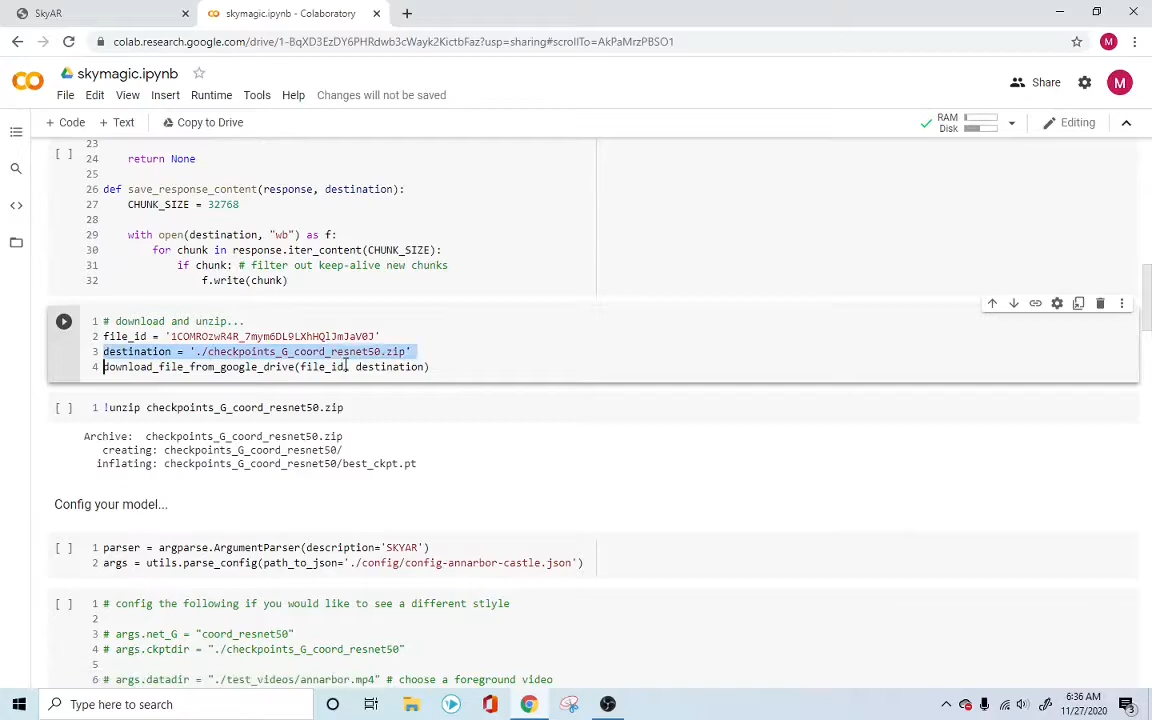 SkyAR
skymagic.ipynb - Colaboratory
colab.research.google.com/drive/1-BqXD3EzDY6PHRdwb3cWayk2KictbFaz?usp=sharing#scrollTo=AkPaMrzPBSO1
M
skymagic.ipynb
Share
M
File Edit View Insert Runtime Tools Help Changes will not be saved
+ Code + Text Copy to Drive
RAM
Disk
Editing
23
[ ] 24 return None
25
26 def save_response_content(response, destination):
27 CHUNK_SIZE = 32768
28
29 with open(destination, "wb") as f:
30 for chunk in response.iter_content(CHUNK_SIZE):
31 if chunk: # filter out keep-alive new chunks
32 f.write(chunk)
1 # download and unzip...
2 file_id = '1COMROzwR4R_7mym6DL9LXhHQlJmJaV0J'
3 destination = './checkpoints_G_coord_resnet50.zip'
4 download_file_from_google_drive(file_id, destination)
[ ] 1 !unzip checkpoints_G_coord_resnet50.zip
Archive: checkpoints_G_coord_resnet50.zip
creating: checkpoints_G_coord_resnet50/
inflating: checkpoints_G_coord_resnet50/best_ckpt.pt
Config your model...
[ ] 1 parser = argparse.ArgumentParser(description='SKYAR')
2 args = utils.parse_config(path_to_json='./config/config-annarbor-castle.json')
[ ] 1 # config the following if you would like to see a different stlyle
2
3 # args.net_G = "coord_resnet50"
4 # args.ckptdir = "./checkpoints_G_coord_resnet50"
5
6 # args.datadir = "./test_videos/annarbor.mp4" # choose a foreground video
Type here to search
6:36 AM
11/27/2020
3